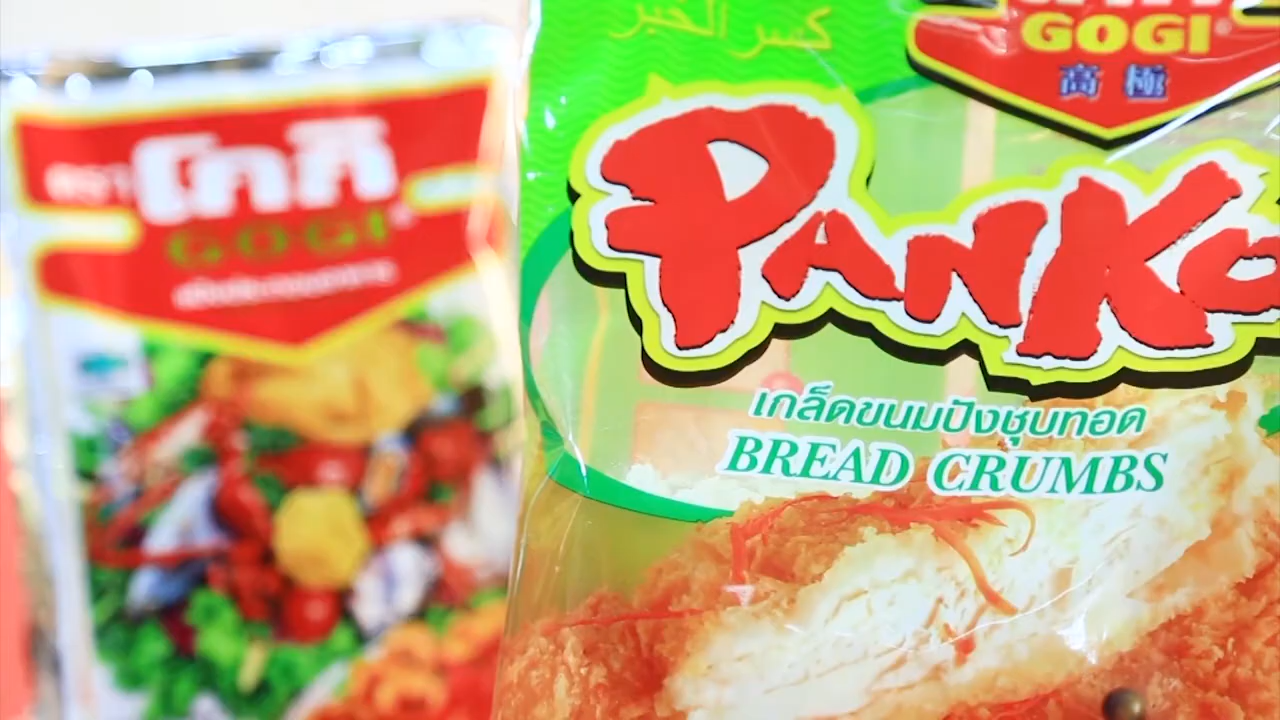 ตรา โกกิ
GOGI
كسر الخبز
GOGI
高極
PANKO
เกล็ดขนมปังชุบทอด
BREAD CRUMBS